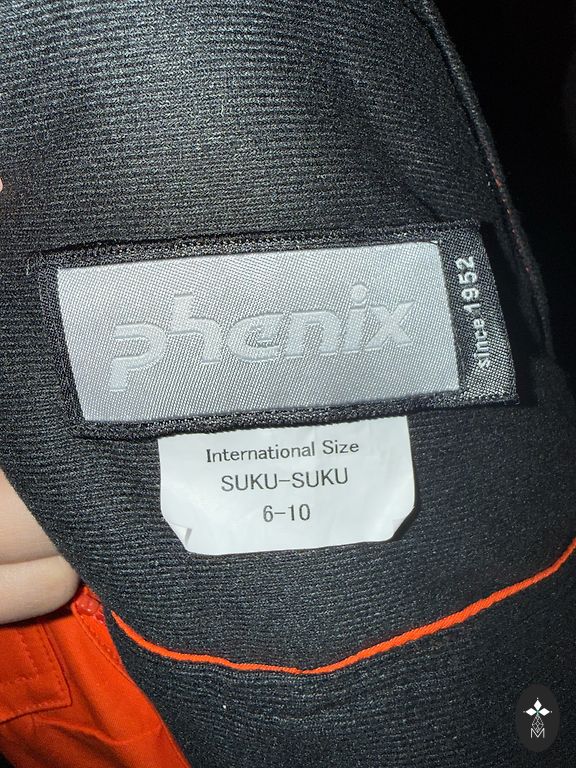 phenix
since 1952
International Size
SUKU-SUKU
6-10
M